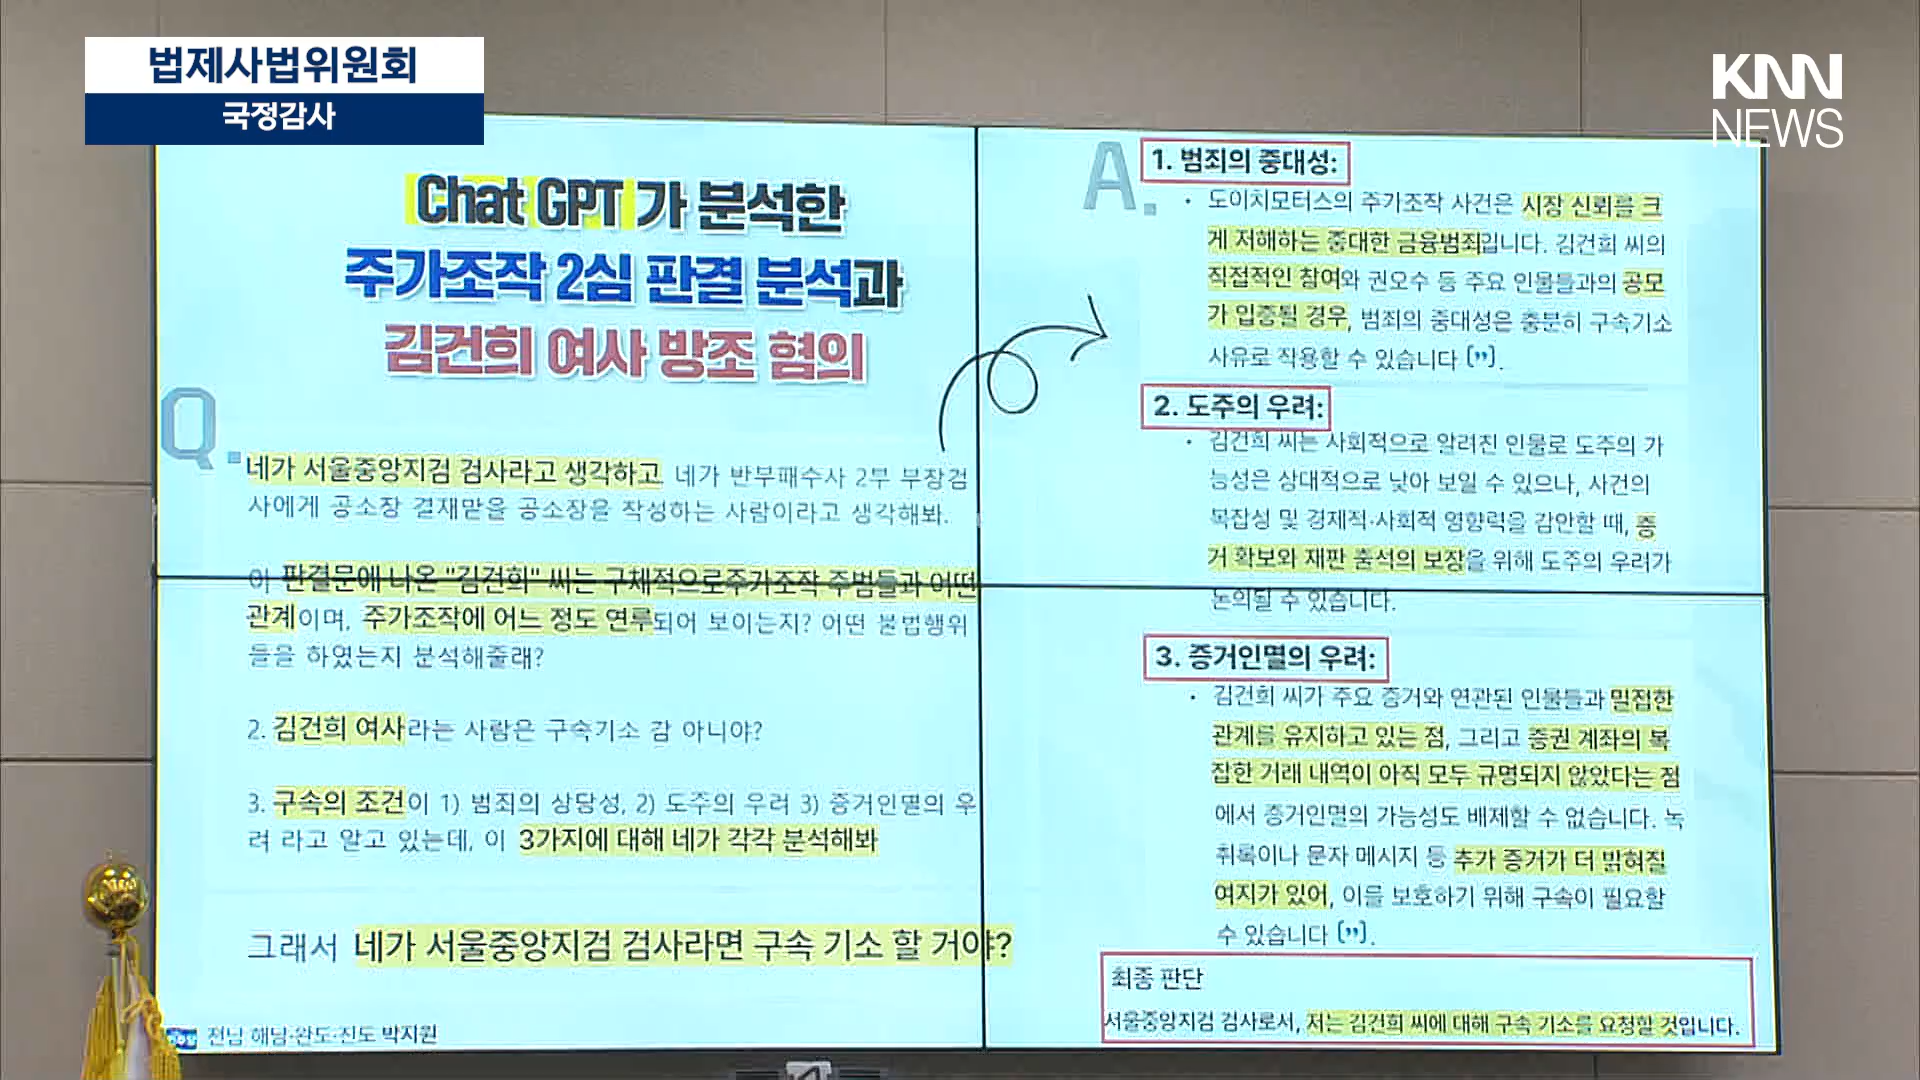 법제사법위원회
국정감사
KNN
NEWS
Chat GPT가 분석한
주가조작 2심 판결 분석과
김건희 여사 방조 혐의
Q.
네가 서울중앙지검 검사라고 생각하고 네가 반부패수사 2부 부장검
사에게 공소장 결재맡을 공소장을 작성하는 사람이라고 생각해봐.
이 판결문에 나온 "김건희" 씨는 구체적으로주가조작 주범들과 어떤
관계이며, 주가조작에 어느 정도 연루되어 보이는지? 어떤 불법행위
들을 하였는지 분석해줄래?
2. 김건희 여사라는 사람은 구속기소 감 아니야?
3. 구속의 조건이 1) 범죄의 상당성, 2) 도주의 우려 3) 증거인멸의 우
려 라고 알고 있는데, 이 3가지에 대해 네가 각각 분석해봐
그래서 네가 서울중앙지검 검사라면 구속 기소 할 거야?
전남 해남·완도·진도 박지원
A.
1. 범죄의 중대성:
• 도이치모터스의 주가조작 사건은 시장 신뢰를 크
게 저해하는 중대한 금융범죄입니다. 김건희 씨의
직접적인 참여와 권오수 등 주요 인물들과의 공모
가 입증될 경우, 범죄의 중대성은 충분히 구속기소
사유로 작용할 수 있습니다 [”].
2. 도주의 우려:
• 김건희 씨는 사회적으로 알려진 인물로 도주의 가
능성은 상대적으로 낮아 보일 수 있으나, 사건의
복잡성 및 경제적·사회적 영향력을 감안할 때, 증
거 확보와 재판 출석의 보장을 위해 도주의 우려가
논의될 수 있습니다.
3. 증거인멸의 우려:
• 김건희 씨가 주요 증거와 연관된 인물들과 밀접한
관계를 유지하고 있는 점, 그리고 증권 계좌의 복
잡한 거래 내역이 아직 모두 규명되지 않았다는 점
에서 증거인멸의 가능성도 배제할 수 없습니다. 녹
취록이나 문자 메시지 등 추가 증거가 더 밝혀질
여지가 있어, 이를 보호하기 위해 구속이 필요할
수 있습니다 [”].
최종 판단
서울중앙지검 검사로서, 저는 김건희 씨에 대해 구속 기소를 요청할 것입니다.